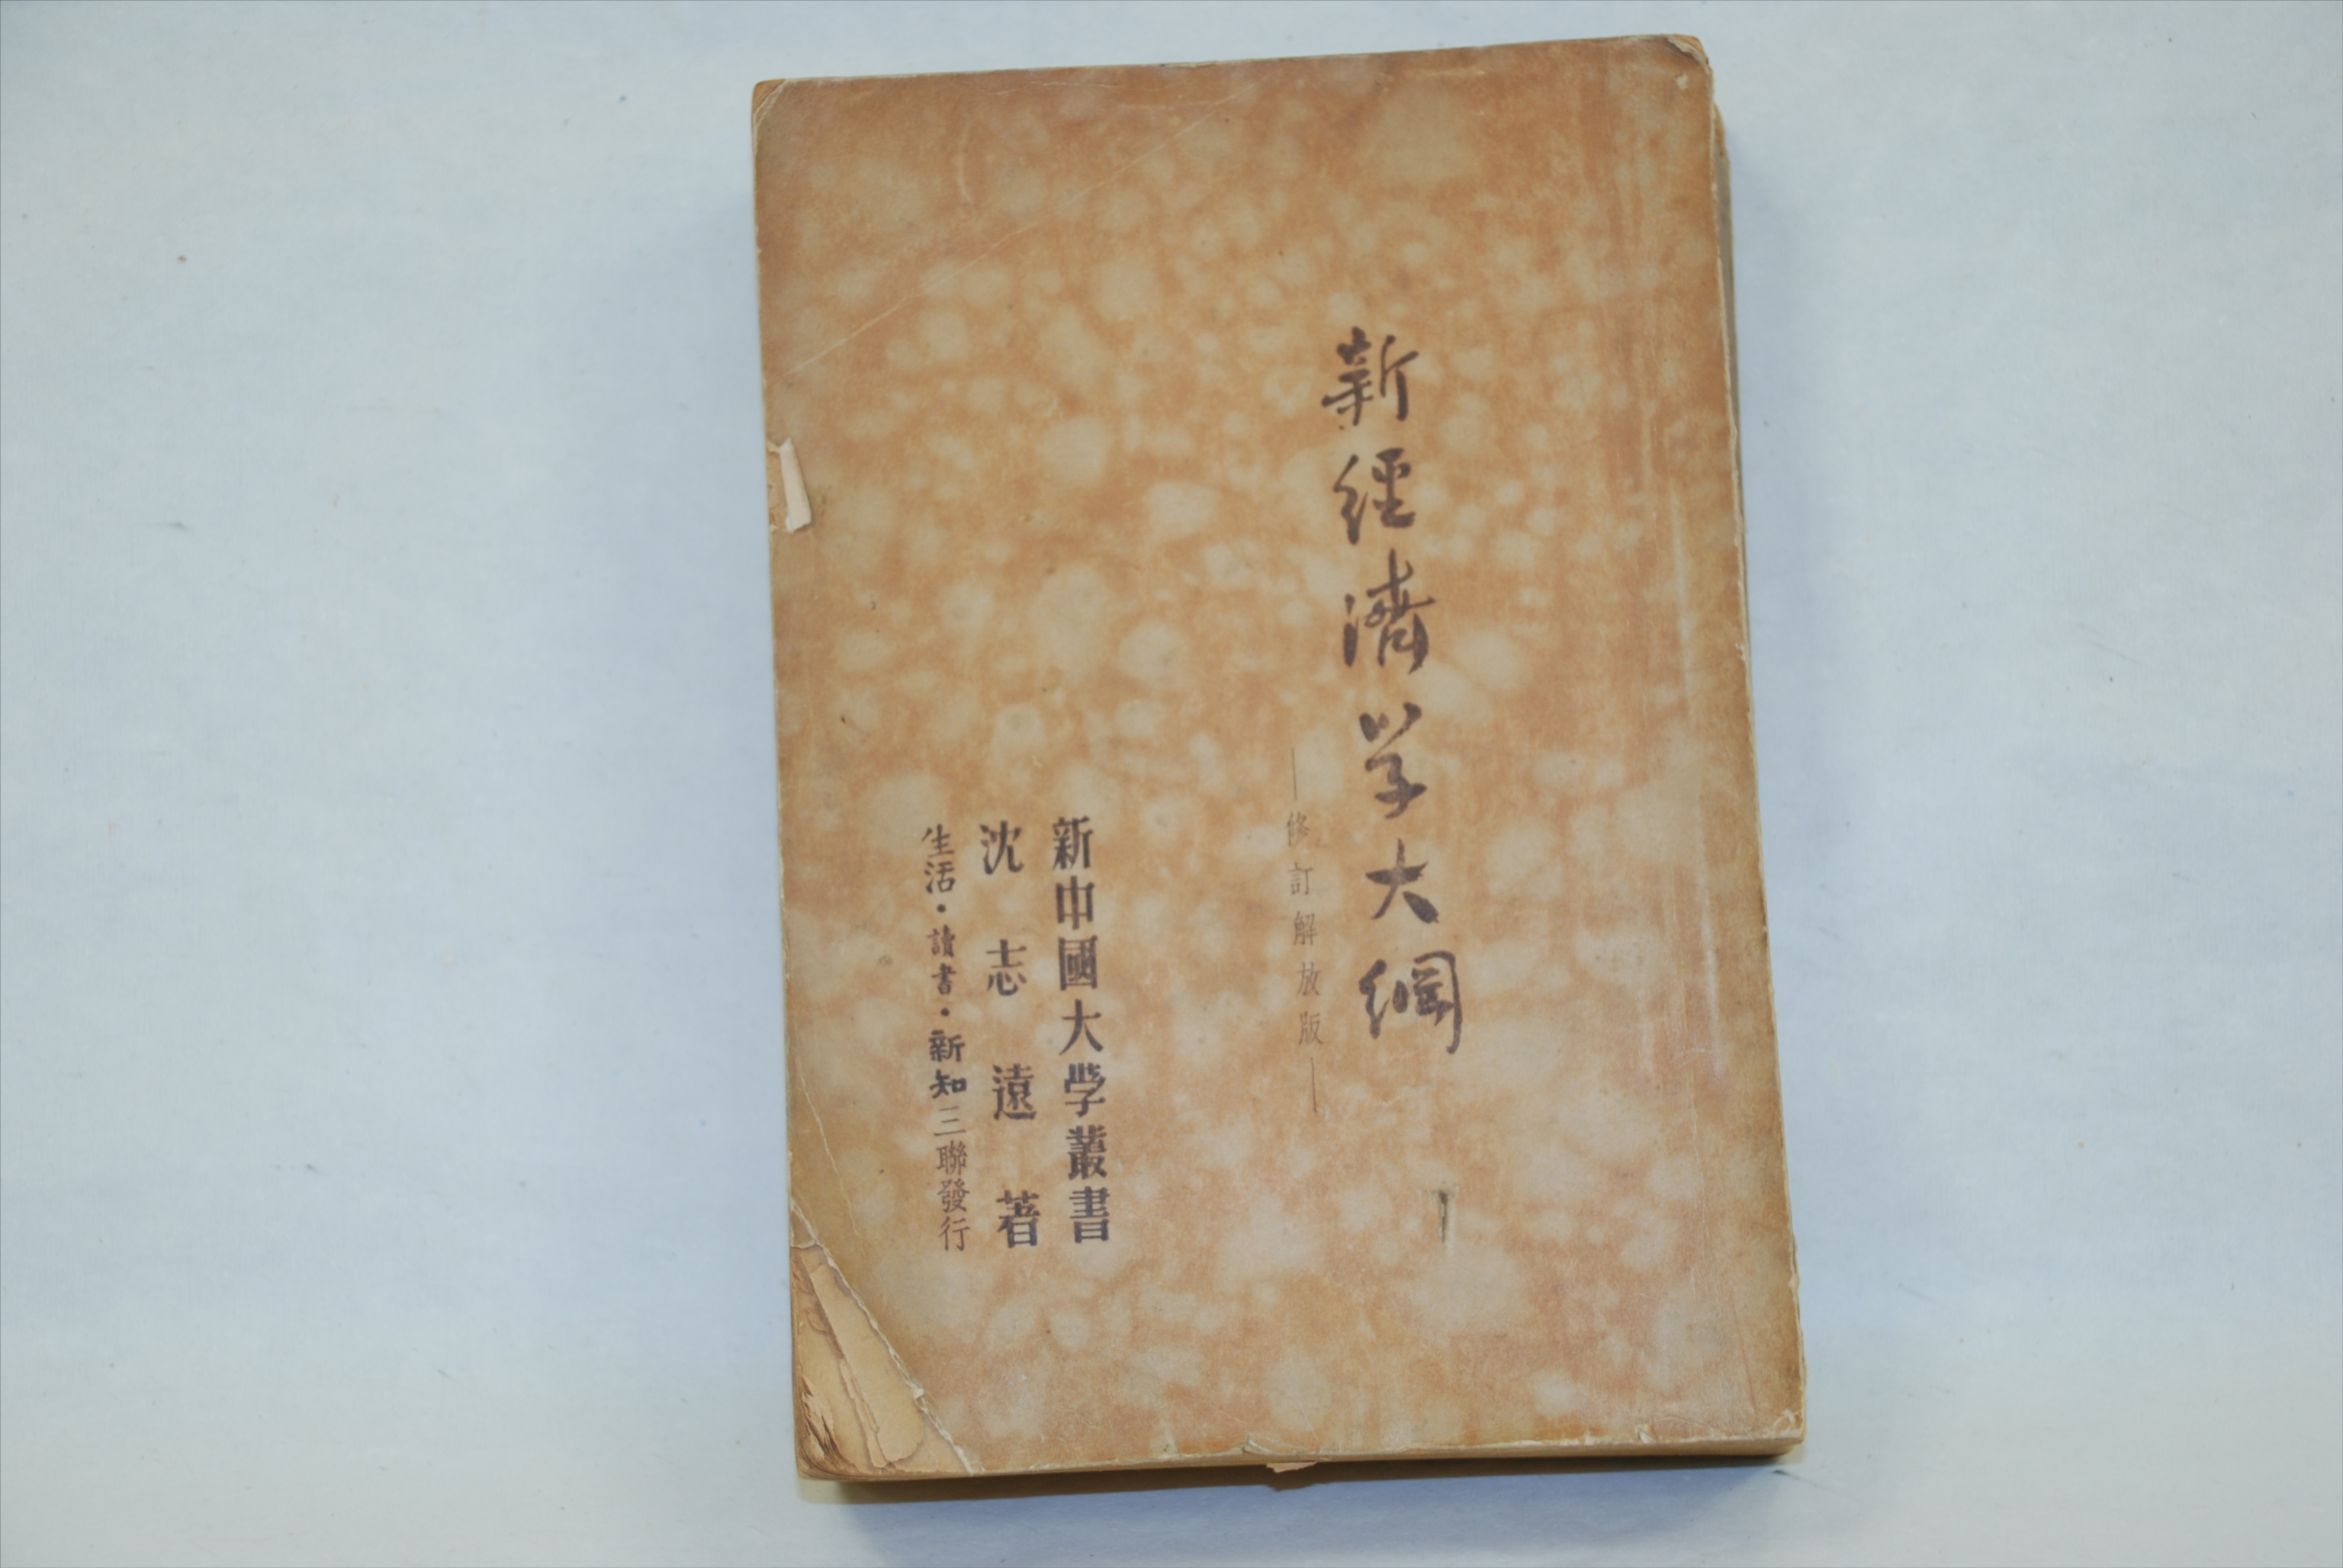 新經濟学大綱
—修訂解放版—
新中國大学叢書
沈志遠著
生活・讀書・新知三聯發行